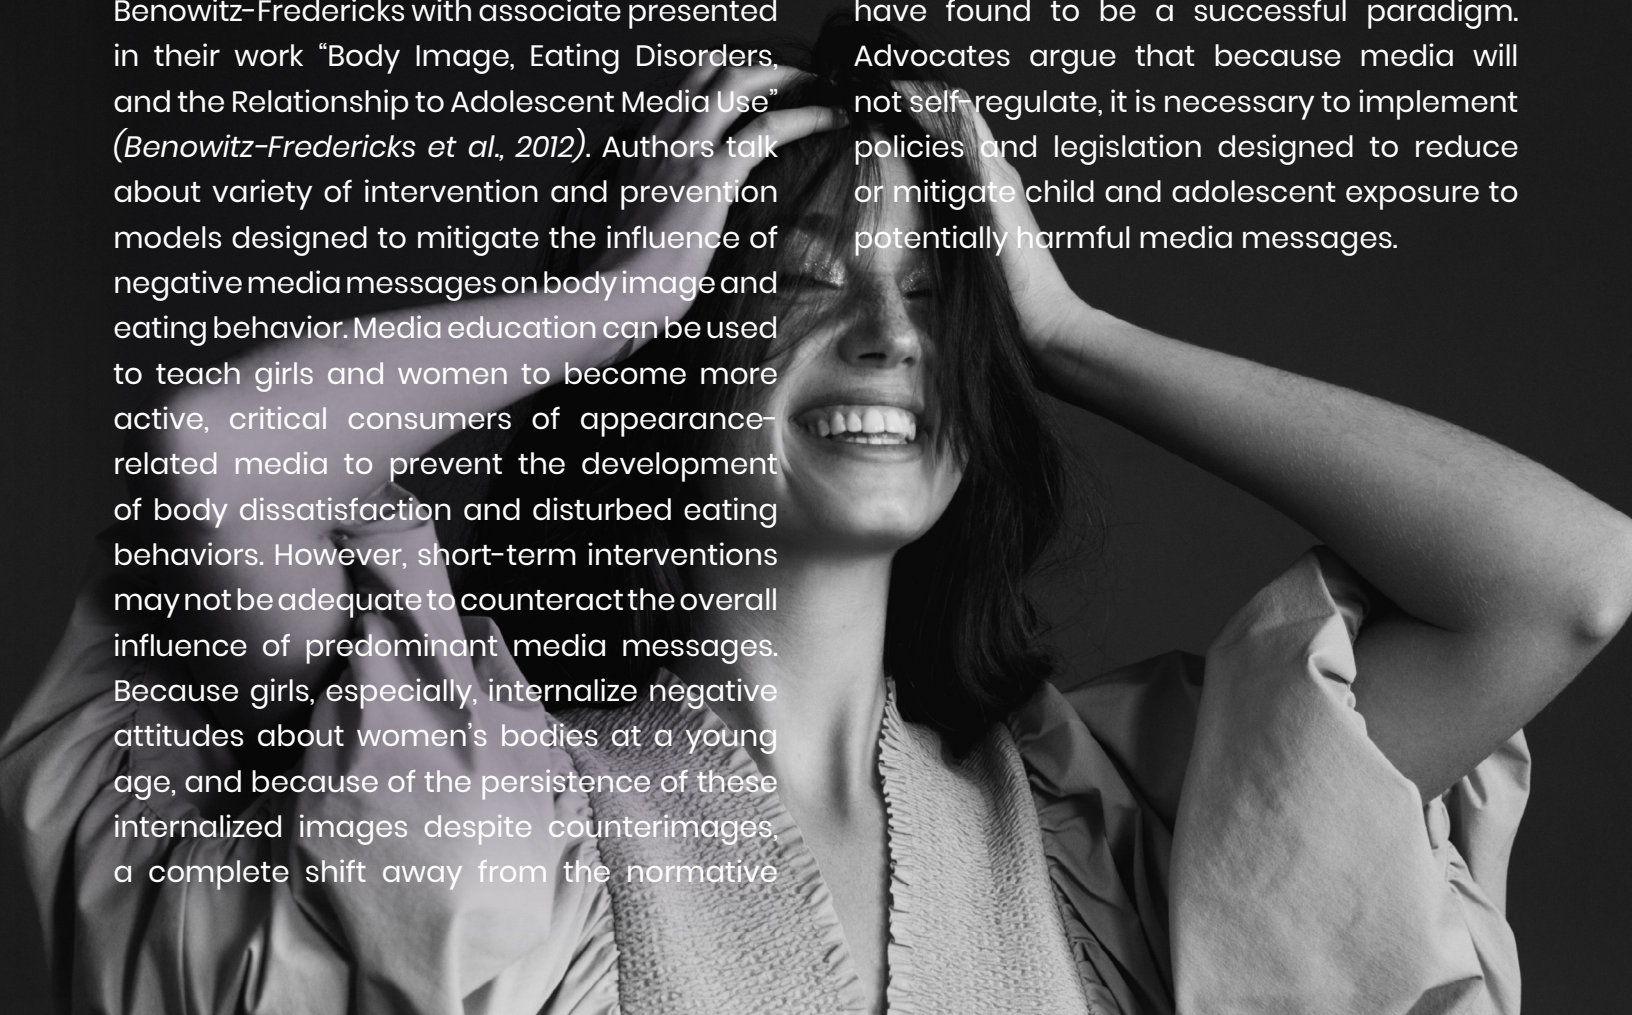 Benowitz-Fredericks with associate presented
in their work “Body Image, Eating Disorders,
and the Relationship to Adolescent Media Use”
(Benowitz-Fredericks et al., 2012). Authors talk
about variety of intervention and prevention
models designed to mitigate the influence of
negative media messages on body image and
eating behavior. Media education can be used
to teach girls and women to become more
active, critical consumers of appearance-
related media to prevent the development
of body dissatisfaction and disturbed eating
behaviors. However, short-term interventions
may not be adequate to counteract the overall
influence of predominant media messages.
Because girls, especially, internalize negative
attitudes about women’s bodies at a young
age, and because of the persistence of these
internalized images despite counterimages,
a complete shift away from the normative
have found to be a successful paradigm.
Advocates argue that because media will
not self-regulate, it is necessary to implement
policies and legislation designed to reduce
or mitigate child and adolescent exposure to
potentially harmful media messages.